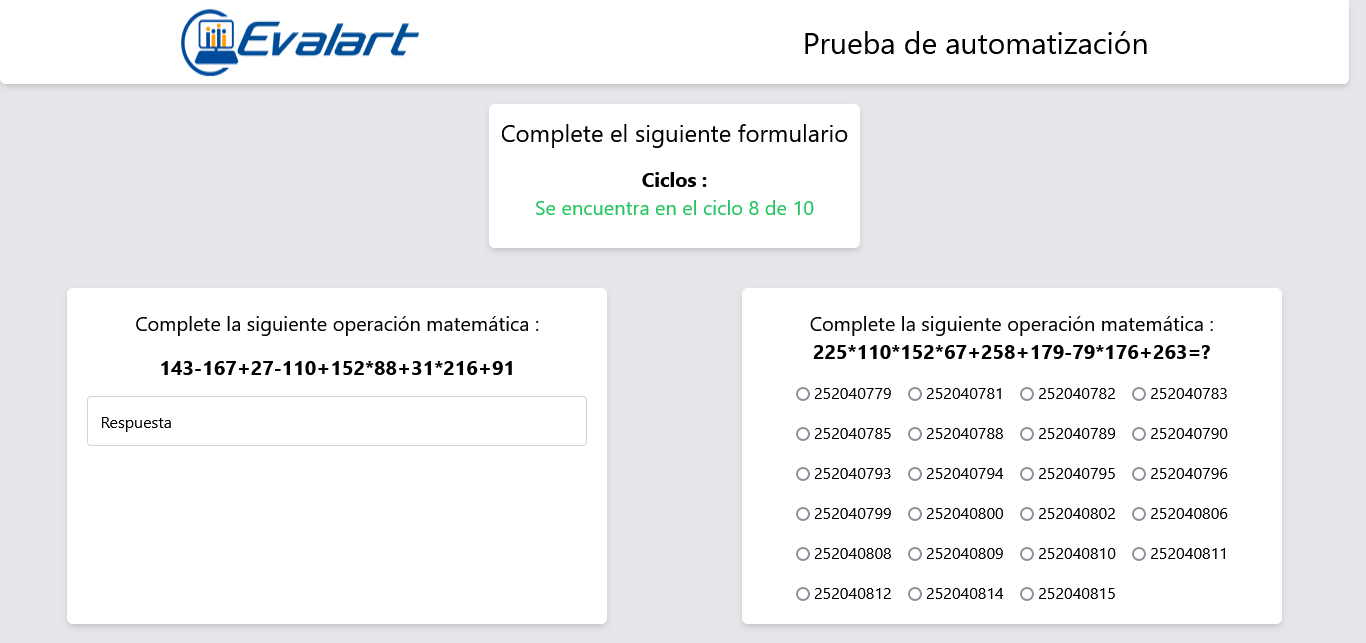 Evalart
Prueba de automatización
Complete el siguiente formulario
Ciclos :
Se encuentra en el ciclo 8 de 10
Complete la siguiente operación matemática :
143-167+27-110+152*88+31*216+91
Respuesta
Complete la siguiente operación matemática :
225*110*152*67+258+179-79*176+263=?
252040779 252040781 252040782 252040783
252040785 252040788 252040789 252040790
252040793 252040794 252040795 252040796
252040799 252040800 252040802 252040806
252040808 252040809 252040810 252040811
252040812 252040814 252040815